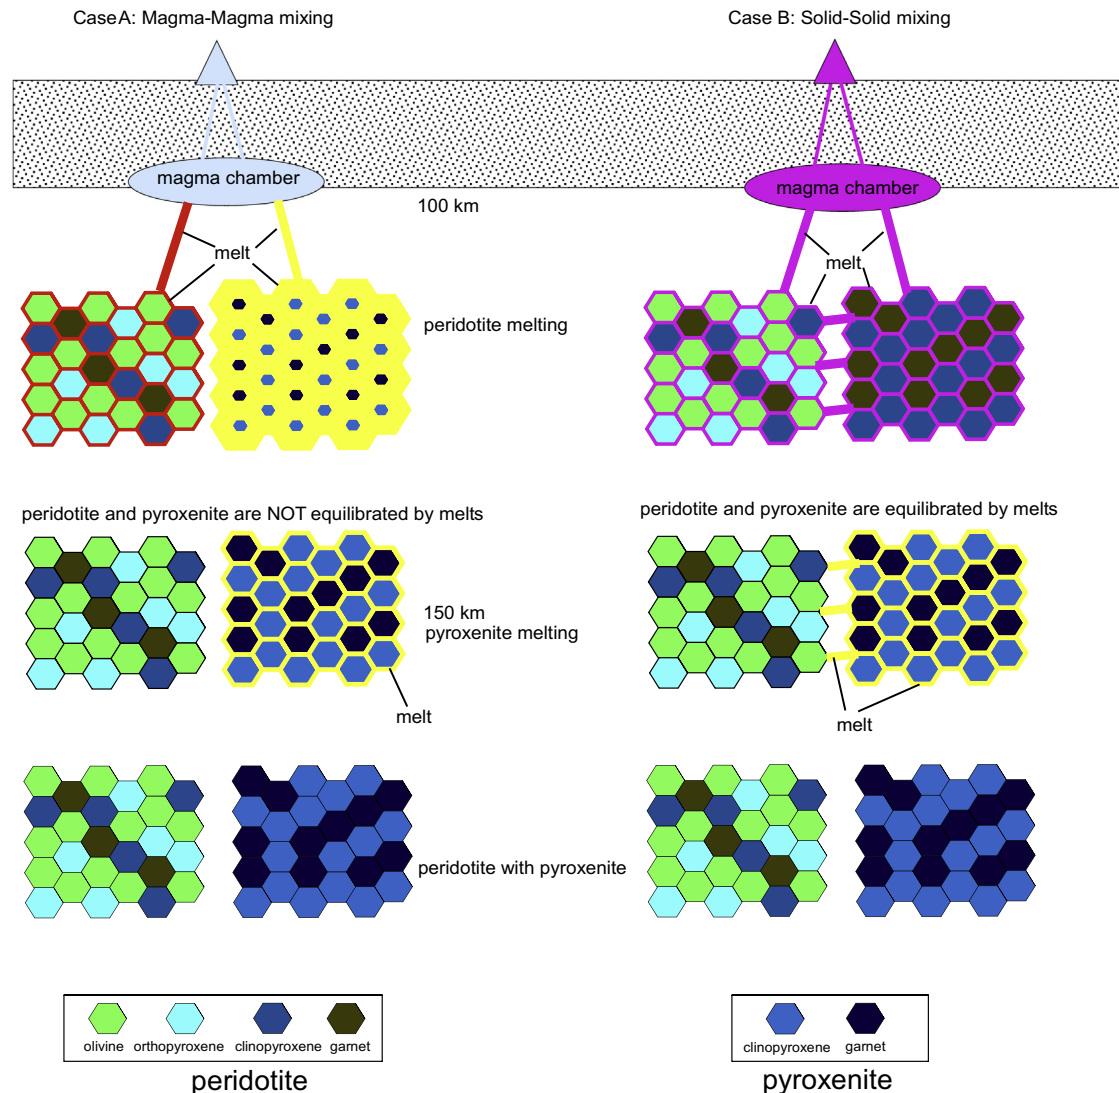 CaseA: Magma-Magma mixing
Case B: Solid-Solid mixing
magma chamber
magma chamber
100 km
melt
melt
peridotite melting
peridotite and pyroxenite are NOT equilibrated by melts
peridotite and pyroxenite are equilibrated by melts
150 km
pyroxenite melting
melt
melt
peridotite with pyroxenite
olivine
orthopyroxene
clinopyroxene
garnet
clinopyroxene
garnet
peridotite
pyroxenite